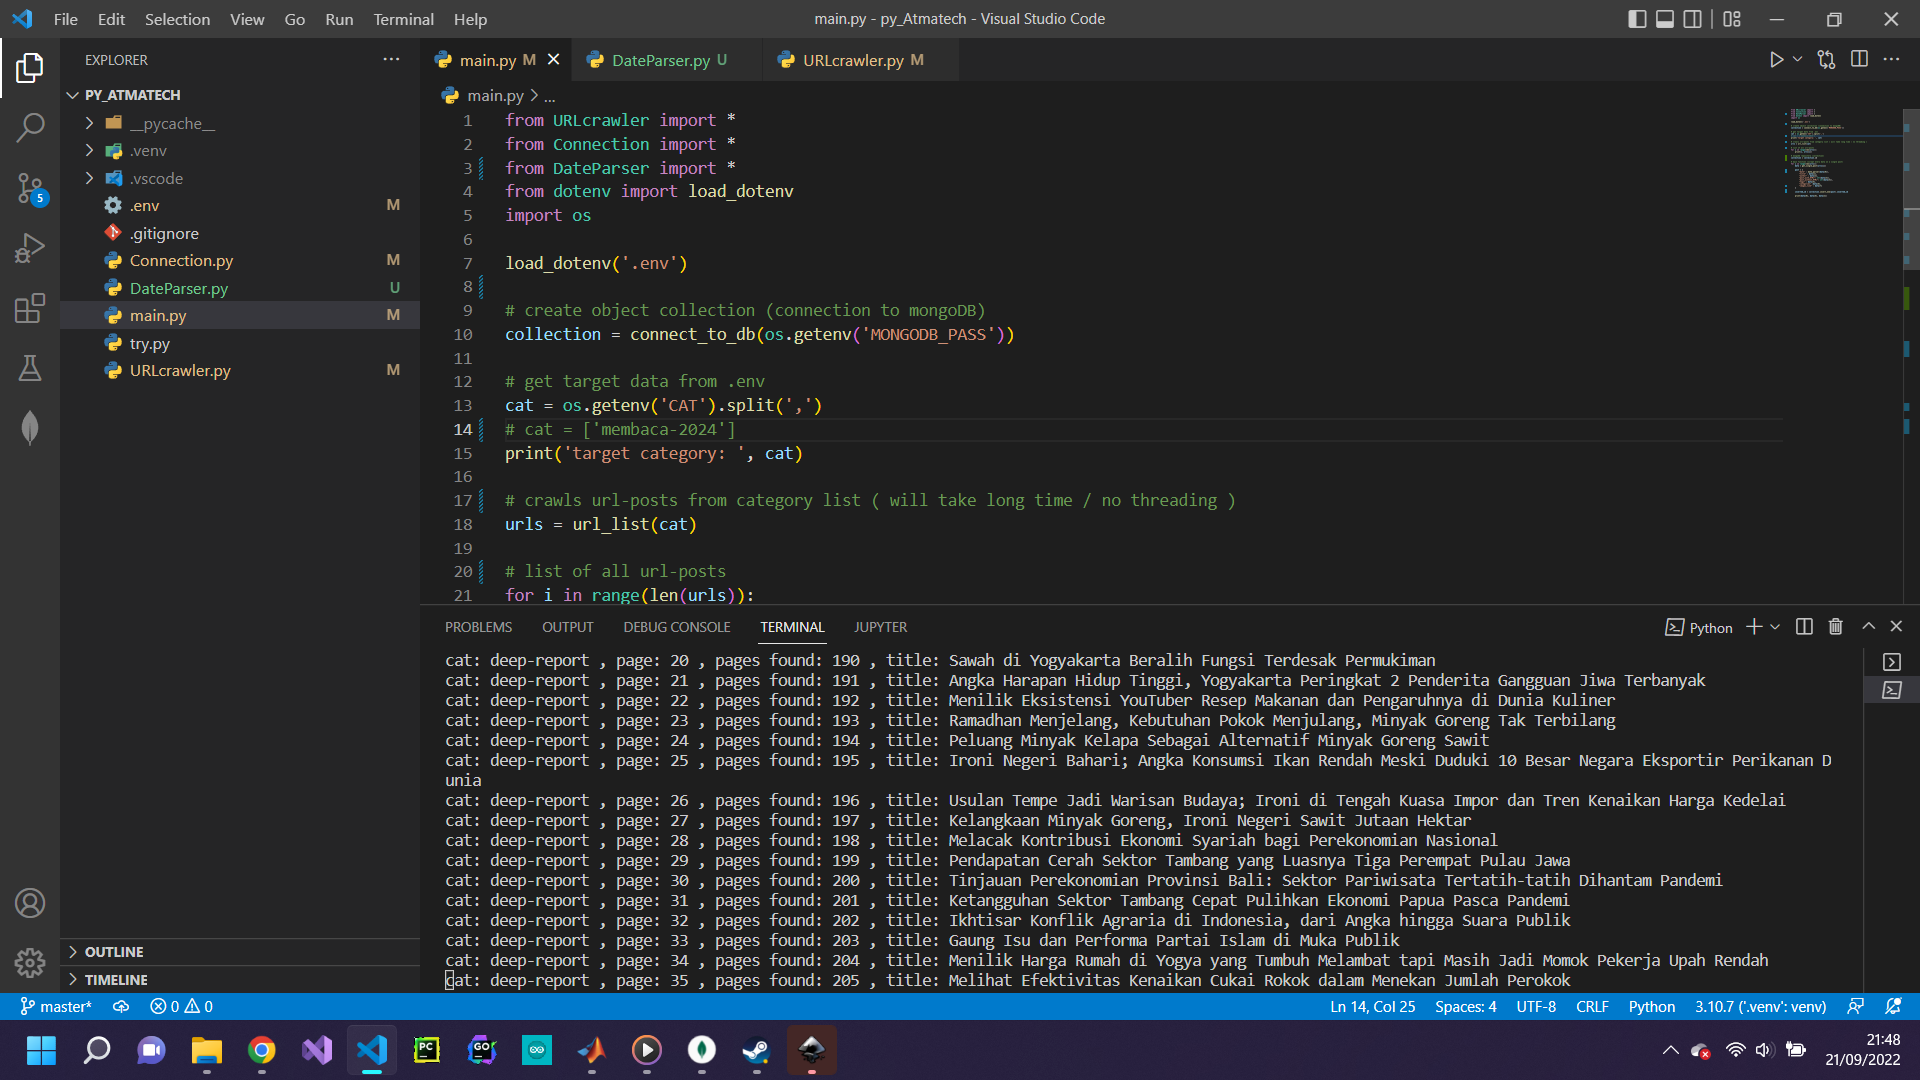 File Edit Selection View Go Run Terminal Help
main.py - py_Atmatech - Visual Studio Code
EXPLORER
PY_ATMATECH
__pycache__
.venv
.vscode
.env M
.gitignore
Connection.py M
DateParser.py U
main.py M
try.py
URLcrawler.py M
OUTLINE
TIMELINE
5
main.py M
DateParser.py U
URLcrawler.py M
main.py > ...
1 from URLcrawler import *
2 from Connection import *
3 from DateParser import *
4 from dotenv import load_dotenv
5 import os
6
7 load_dotenv('.env')
8
9 # create object collection (connection to mongoDB)
10 collection = connect_to_db(os.getenv('MONGODB_PASS'))
11
12 # get target data from .env
13 cat = os.getenv('CAT').split(',')
14 # cat = ['membaca-2024']
15 print('target category: ', cat)
16
17 # crawls url-posts from category list ( will take long time / no threading )
18 urls = url_list(cat)
19
20 # list of all url-posts
21 for i in range(len(urls)):
PROBLEMS OUTPUT DEBUG CONSOLE TERMINAL JUPYTER
Python
cat: deep-report , page: 20 , pages found: 190 , title: Sawah di Yogyakarta Beralih Fungsi Terdesak Permukiman
cat: deep-report , page: 21 , pages found: 191 , title: Angka Harapan Hidup Tinggi, Yogyakarta Peringkat 2 Penderita Gangguan Jiwa Terbanyak
cat: deep-report , page: 22 , pages found: 192 , title: Menilik Eksistensi YouTuber Resep Makanan dan Pengaruhnya di Dunia Kuliner
cat: deep-report , page: 23 , pages found: 193 , title: Ramadhan Menjelang, Kebutuhan Pokok Menjulang, Minyak Goreng Tak Terbilang
cat: deep-report , page: 24 , pages found: 194 , title: Peluang Minyak Kelapa Sebagai Alternatif Minyak Goreng Sawit
cat: deep-report , page: 25 , pages found: 195 , title: Ironi Negeri Bahari; Angka Konsumsi Ikan Rendah Meski Duduki 10 Besar Negara Eksportir Perikanan D
unia
cat: deep-report , page: 26 , pages found: 196 , title: Usulan Tempe Jadi Warisan Budaya; Ironi di Tengah Kuasa Impor dan Tren Kenaikan Harga Kedelai
cat: deep-report , page: 27 , pages found: 197 , title: Kelangkaan Minyak Goreng, Ironi Negeri Sawit Jutaan Hektar
cat: deep-report , page: 28 , pages found: 198 , title: Melacak Kontribusi Ekonomi Syariah bagi Perekonomian Nasional
cat: deep-report , page: 29 , pages found: 199 , title: Pendapatan Cerah Sektor Tambang yang Luasnya Tiga Perempat Pulau Jawa
cat: deep-report , page: 30 , pages found: 200 , title: Tinjauan Perekonomian Provinsi Bali: Sektor Pariwisata Tertatih-tatih Dihantam Pandemi
cat: deep-report , page: 31 , pages found: 201 , title: Ketangguhan Sektor Tambang Cepat Pulihkan Ekonomi Papua Pasca Pandemi
cat: deep-report , page: 32 , pages found: 202 , title: Ikhtisar Konflik Agraria di Indonesia, dari Angka hingga Suara Publik
cat: deep-report , page: 33 , pages found: 203 , title: Gaung Isu dan Performa Partai Islam di Muka Publik
cat: deep-report , page: 34 , pages found: 204 , title: Menilik Harga Rumah di Yogya yang Tumbuh Melambat tapi Masih Jadi Momok Pekerja Upah Rendah
cat: deep-report , page: 35 , pages found: 205 , title: Melihat Efektivitas Kenaikan Cukai Rokok dalam Menekan Jumlah Perokok
master* 0 0
Ln 14, Col 25 Spaces: 4 UTF-8 CRLF Python 3.10.7 ('.venv': venv)
PC
GO
21:48
21/09/2022